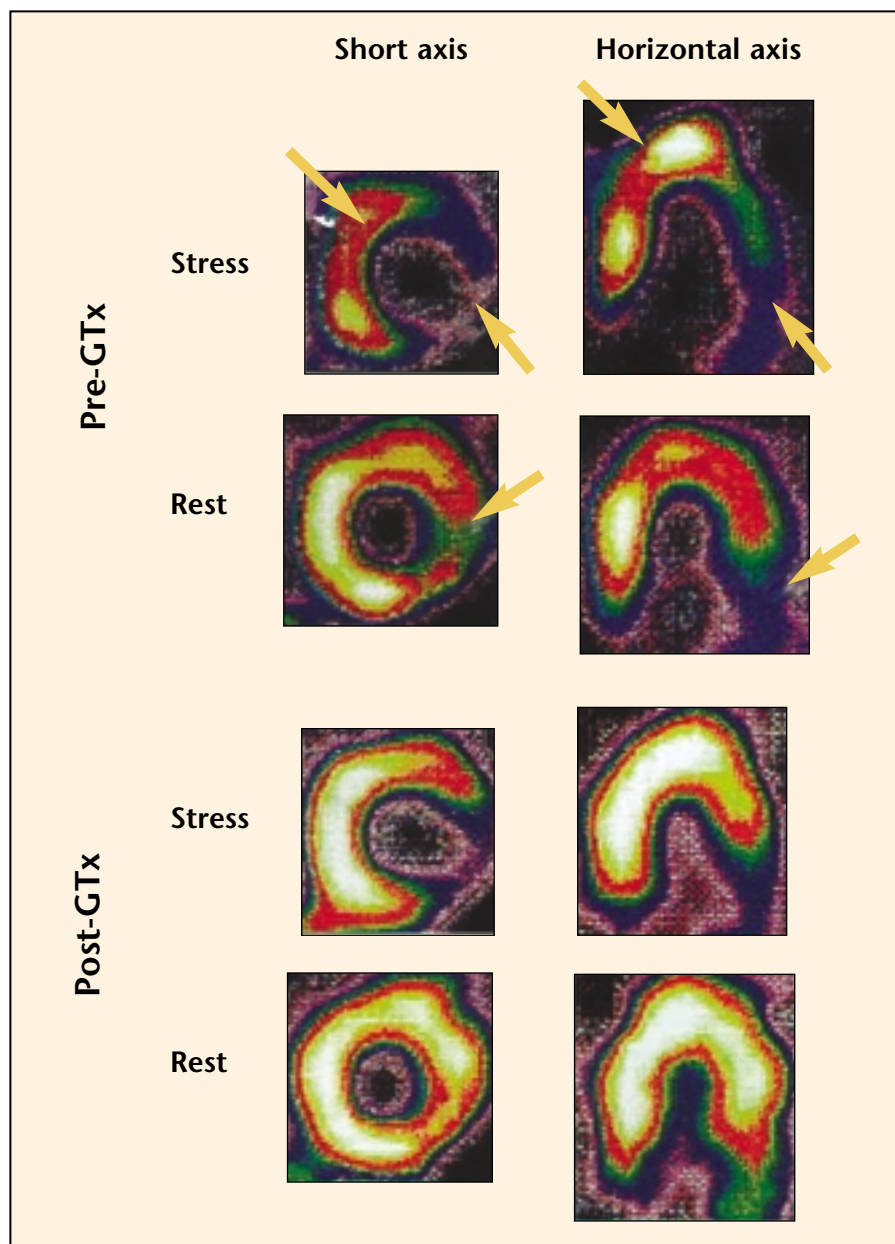 Short axis
Horizontal axis
Pre-GTx
Stress
Rest
Post-GTx
Stress
Rest